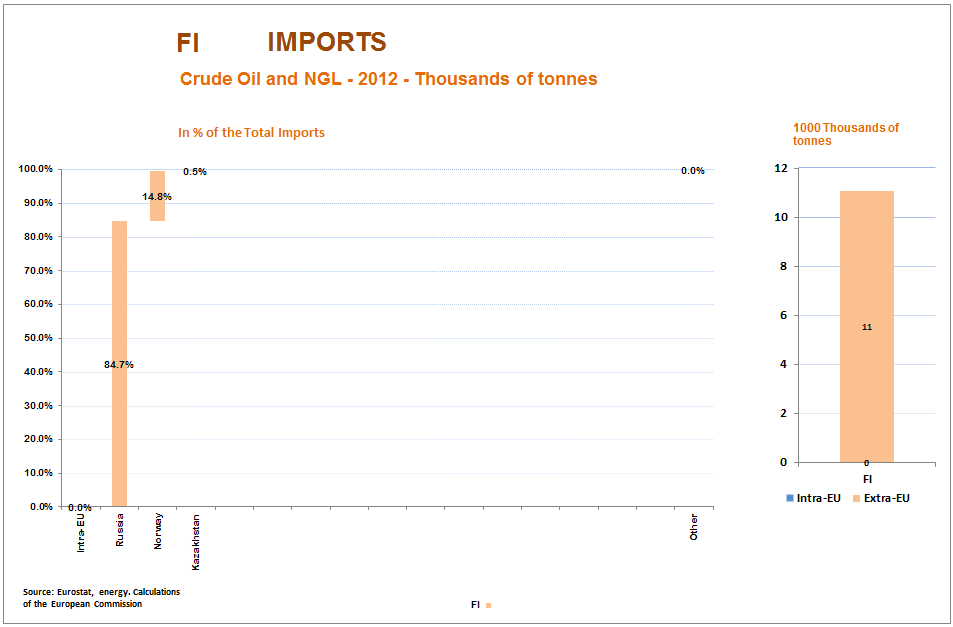 FI IMPORTS
Crude Oil and NGL - 2012 - Thousands of tonnes
In % of the Total Imports
100.0%
90.0%
80.0%
70.0%
60.0%
50.0%
40.0%
30.0%
20.0%
10.0%
0.0%
0.0%
84.7%
14.8%
0.5%
0.0%
Intra-EU
Russia
Norway
Kazakhstan
Other
FI
1000 Thousands of
tonnes
12
10
8
6
4
2
0
11
0
FI
Intra-EU Extra-EU
Source: Eurostat, energy. Calculations
of the European Commission